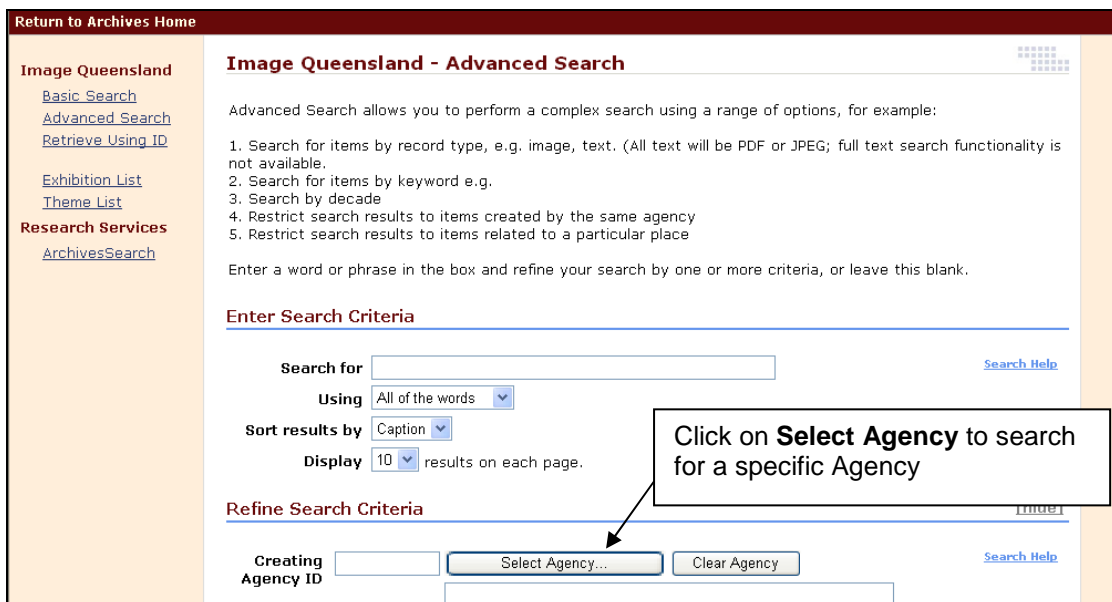 Return to Archives Home
Image Queensland
Basic Search
Advanced Search
Retrieve Using ID
Exhibition List
Theme List
Research Services
ArchivesSearch
Image Queensland - Advanced Search
Advanced Search allows you to perform a complex search using a range of options, for example:
1. Search for items by record type, e.g. image, text. (All text will be PDF or JPEG; full text search functionality is
not available.
2. Search for items by keyword e.g.
3. Search by decade
4. Restrict search results to items created by the same agency
5. Restrict search results to items related to a particular place
Enter a word or phrase in the box and refine your search by one or more criteria, or leave this blank.
Enter Search Criteria
Search for
Search Help
Using All of the words
Sort results by Caption
Display 10 results on each page.
Click on Select Agency to search
for a specific Agency
Refine Search Criteria
[hide]
Creating
Agency ID
Select Agency...
Clear Agency
Search Help